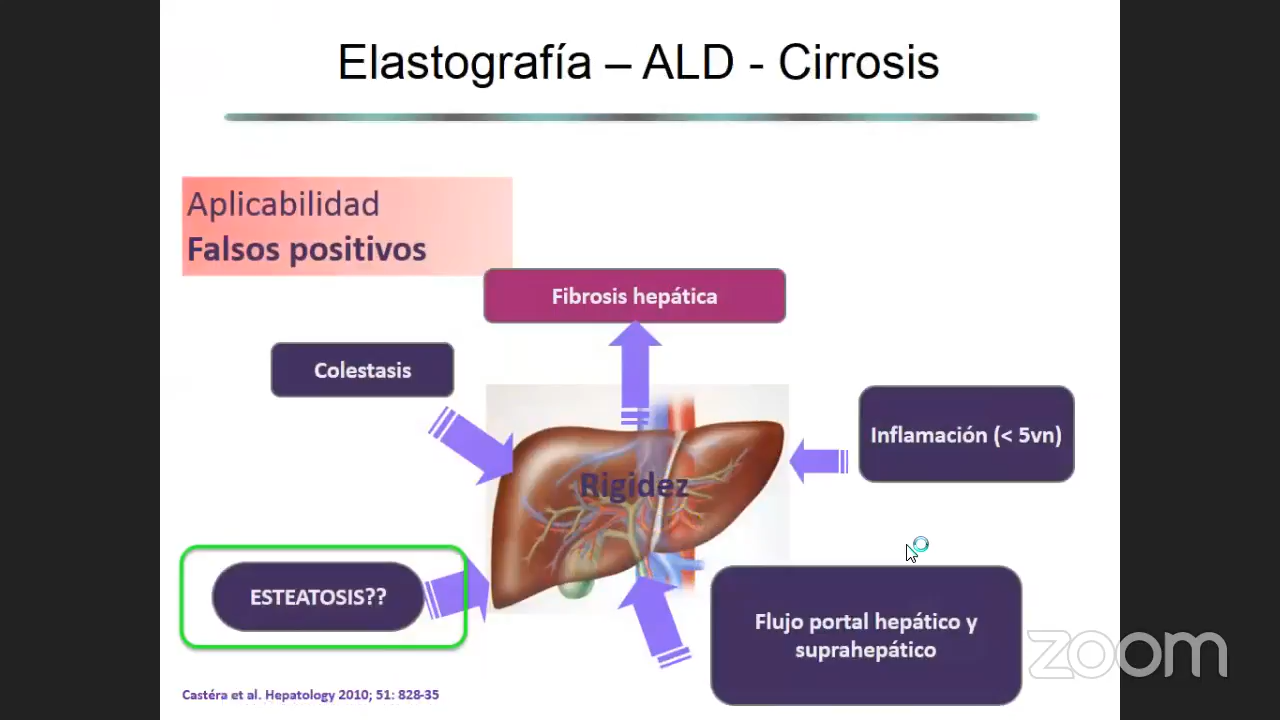 Elastografía – ALD - Cirrosis
Aplicabilidad
Falsos positivos
Fibrosis hepática
Colestasis
Inflamación (< 5vn)
Rigidez
ESTEATOSIS??
Flujo portal hepático y
suprahepático
Castéra et al. Hepatology 2010; 51: 828-35
zoom